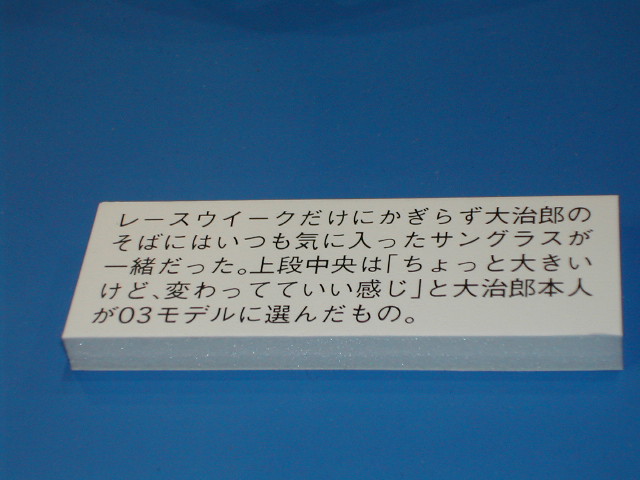 レースウイークだけにかぎらず大治郎の
そばにはいつも気に入ったサングラスが
一緒だった。上段中央は「ちょっと大きい
けど、変わってていい感じ」と大治郎本人
が03モデルに選んだもの。